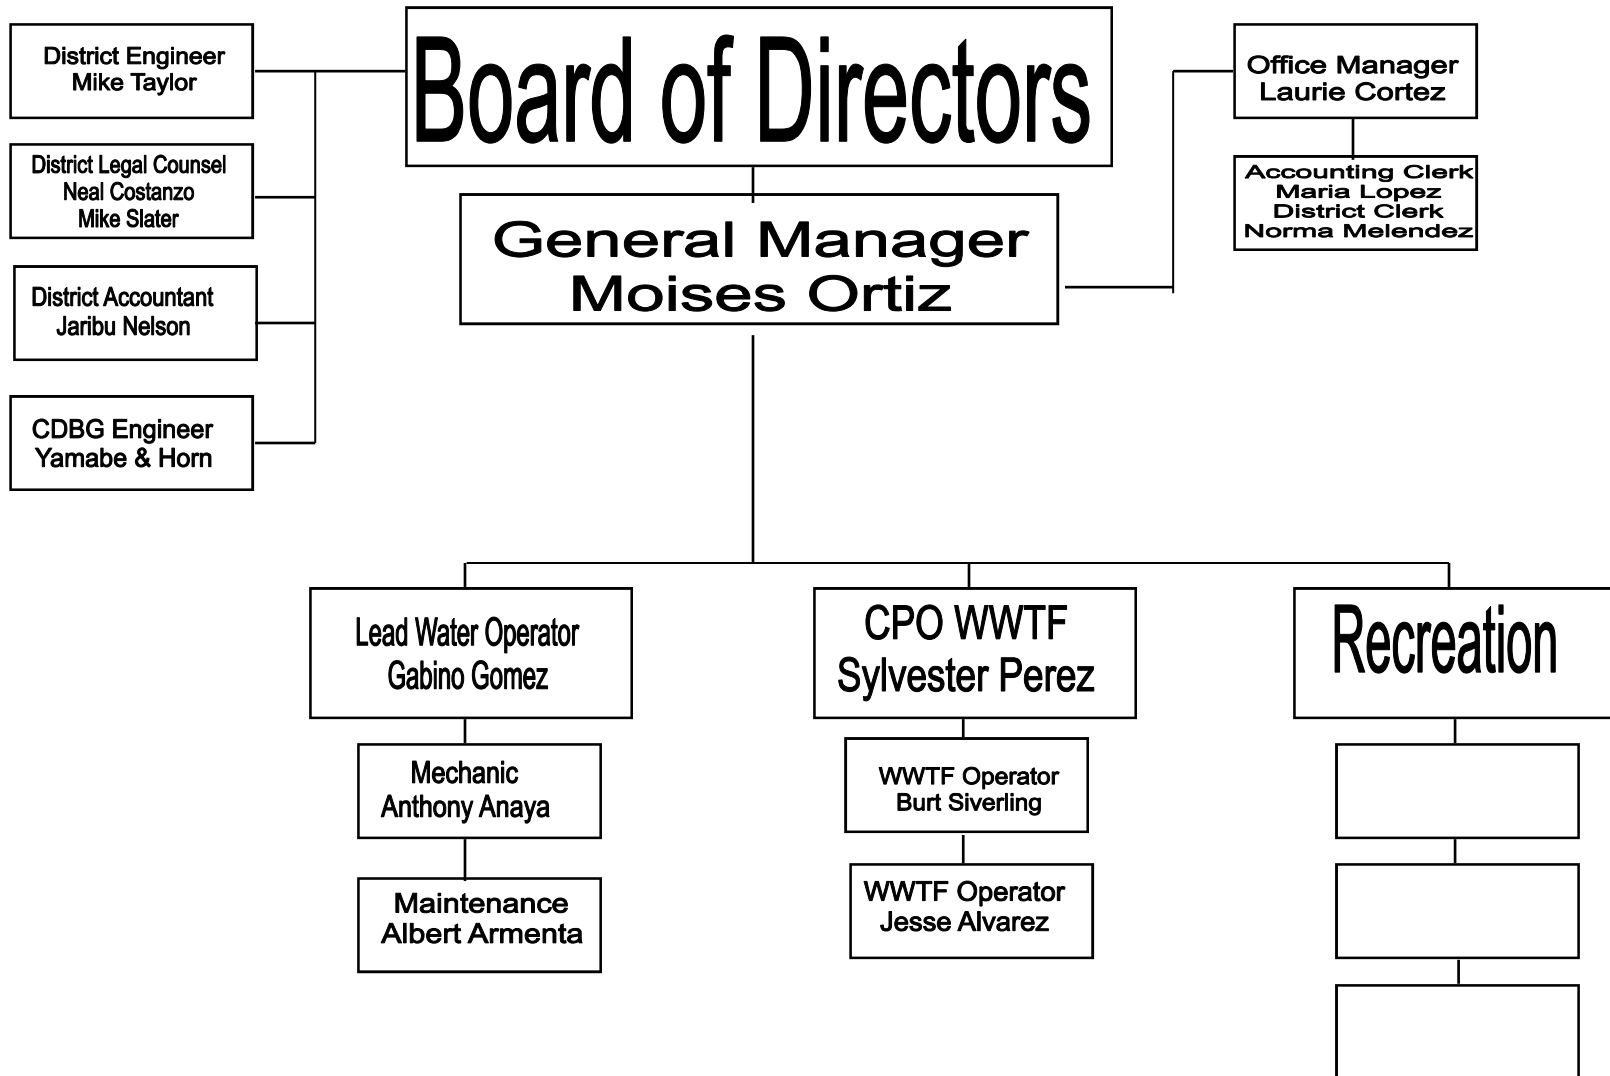 District Engineer
Mike Taylor
District Legal Counsel
Neal Costanzo
Mike Slater
District Accountant
Jaribu Nelson
CDBG Engineer
Yamabe & Horn
Board of Directors
General Manager
Moises Ortiz
Office Manager
Laurie Cortez
Accounting Clerk
Maria Lopez
District Clerk
Norma Melendez
Lead Water Operator
Gabino Gomez
Mechanic
Anthony Anaya
Maintenance
Albert Armenta
CPO WWTF
Sylvester Perez
WWTF Operator
Burt Siverling
WWTF Operator
Jesse Alvarez
Recreation